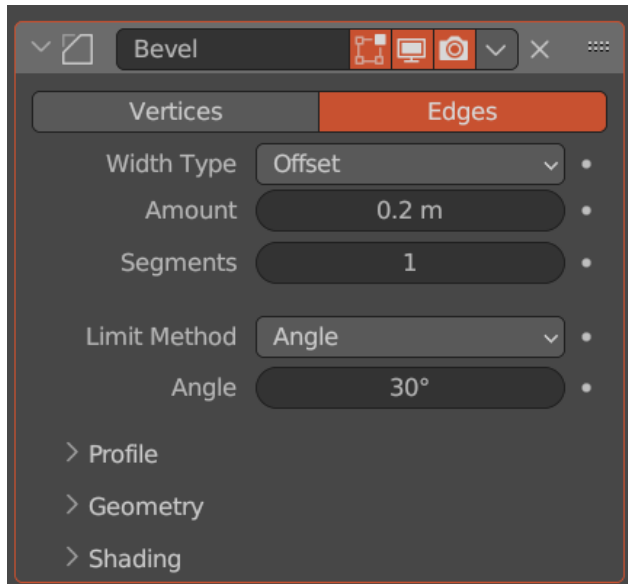 Bevel
Vertices Edges
Width Type Offset
Amount 0.2 m
Segments 1
Limit Method Angle
Angle 30°
Profile
Geometry
Shading